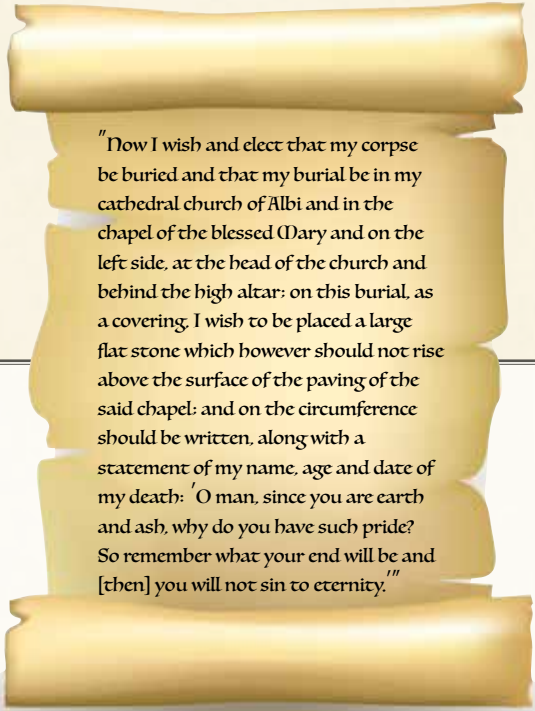 "Now I wish and elect that my corpse
be buried and that my burial be in my
cathedral church of Albi and in the
chapel of the blessed Mary and on the
left side, at the head of the church and
behind the high altar: on this burial, as
a covering. I wish to be placed a large
flat stone which however should not rise
above the surface of the paving of the
said chapel: and on the circumference
should be written, along with a
statement of my name, age and date of
my death: 'O man, since you are earth
and ash, why do you have such pride?
So remember what your end will be and
[then] you will not sin to eternity.'"